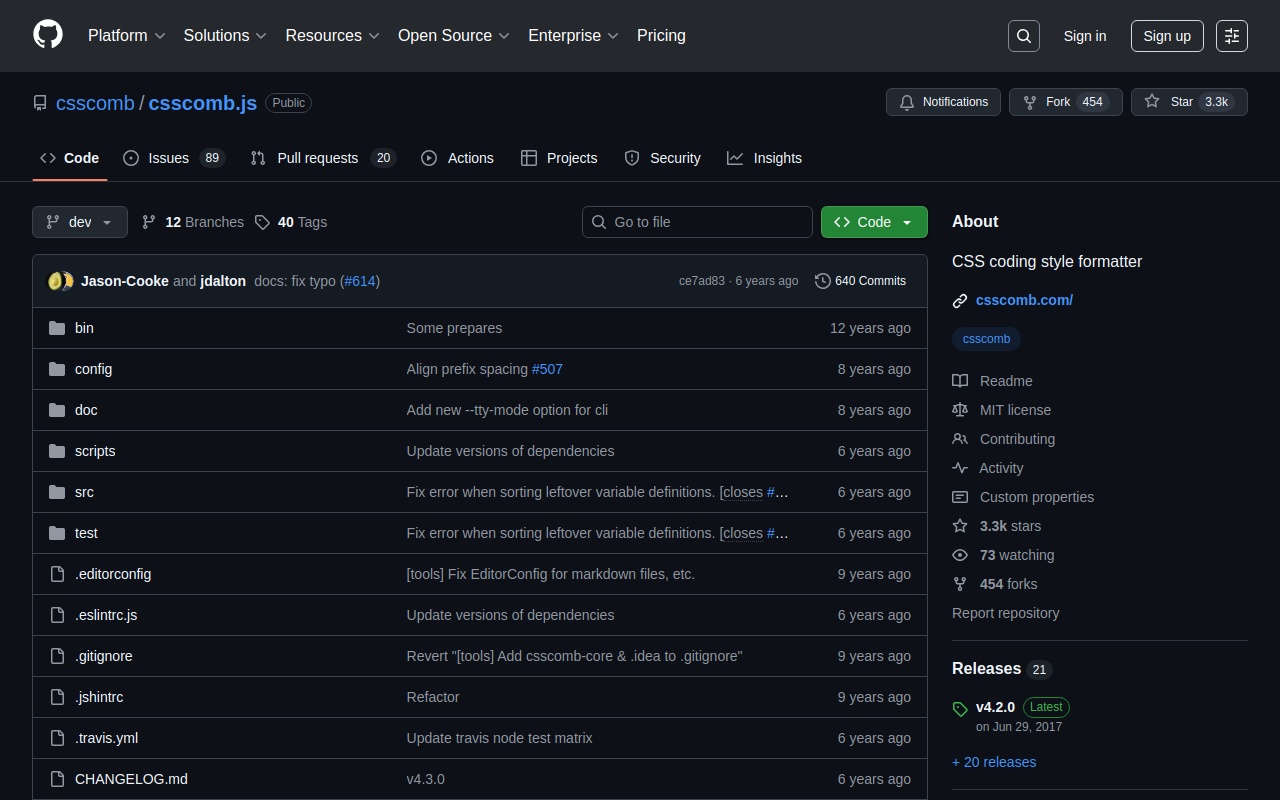 Platform Solutions Resources Open Source Enterprise Pricing Sign in Sign up
csscomb / csscomb.js Public Notifications Fork 454 Star 3.3k
Code Issues 89 Pull requests 20 Actions Projects Security Insights
dev 12 Branches 40 Tags Go to file Code
Jason-Cooke and jdalton docs: fix typo (#614) ce7ad83 · 6 years ago 640 Commits
bin Some prepares 12 years ago
config Align prefix spacing #507 8 years ago
doc Add new --tty-mode option for cli 8 years ago
scripts Update versions of dependencies 6 years ago
src Fix error when sorting leftover variable definitions. [closes #… 6 years ago
test Fix error when sorting leftover variable definitions. [closes #… 6 years ago
.editorconfig [tools] Fix EditorConfig for markdown files, etc. 9 years ago
.eslintrc.js Update versions of dependencies 6 years ago
.gitignore Revert "[tools] Add csscomb-core & .idea to .gitignore" 9 years ago
.jshintrc Refactor 9 years ago
.travis.yml Update travis node test matrix 6 years ago
CHANGELOG.md v4.3.0 6 years ago
About
CSS coding style formatter
csscomb.com/
csscomb
Readme
MIT license
Contributing
Activity
Custom properties
3.3k stars
73 watching
454 forks
Report repository
Releases 21
v4.2.0 Latest
on Jun 29, 2017
+ 20 releases